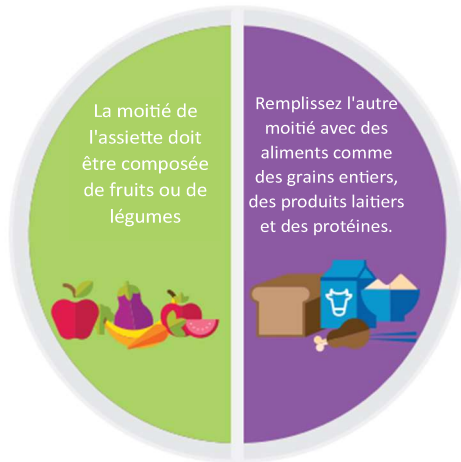 La moitié de
l'assiette doit
être composée
de fruits ou de
légumes
Remplissez l'autre
moitié avec des
aliments comme
des grains entiers,
des produits laitiers
et des protéines.